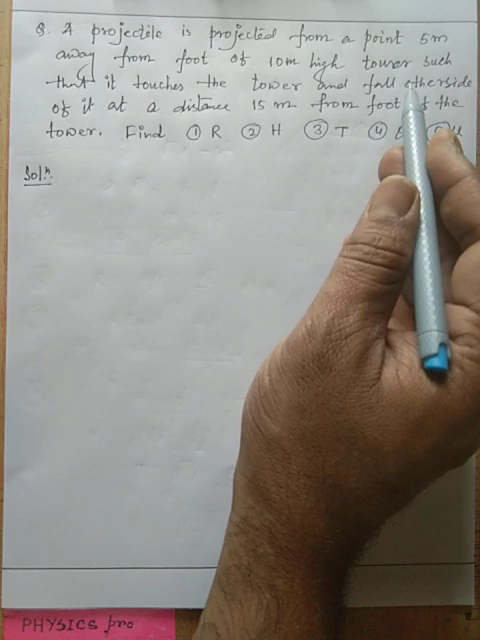 Q. A projectile is projected from a point 5m
away from foot of 10m high tower such
that it touches the tower and fall otherside
of it at a distance 15m from foot of the
tower. Find ① R ② H ③ T ④
Soln.
PHYSICS pro